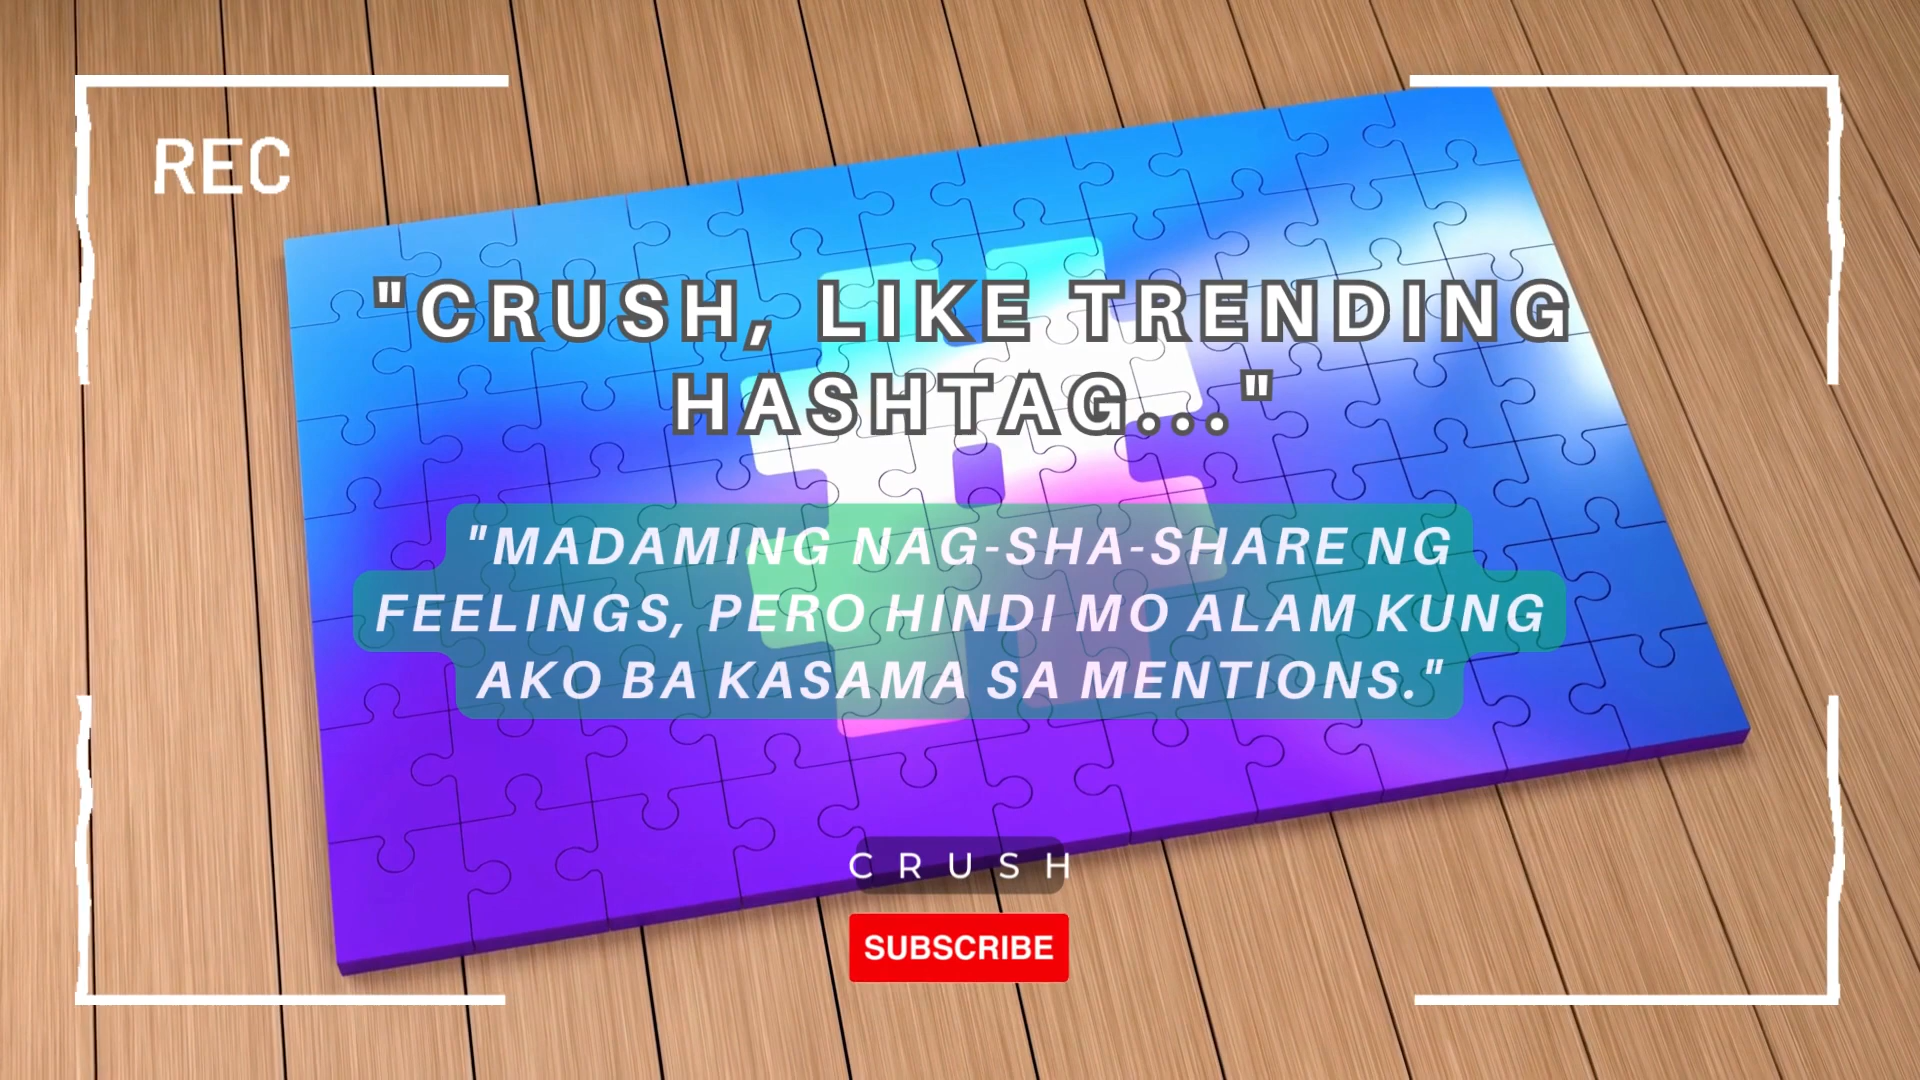 REC
"CRUSH, LIKE TRENDING
HASHTAG..."
"MADAMING NAG-SHA-SHARE NG
FEELINGS, PERO HINDI MO ALAM KUNG
AKO BA KASAMA SA MENTIONS."
CRUSH
SUBSCRIBE